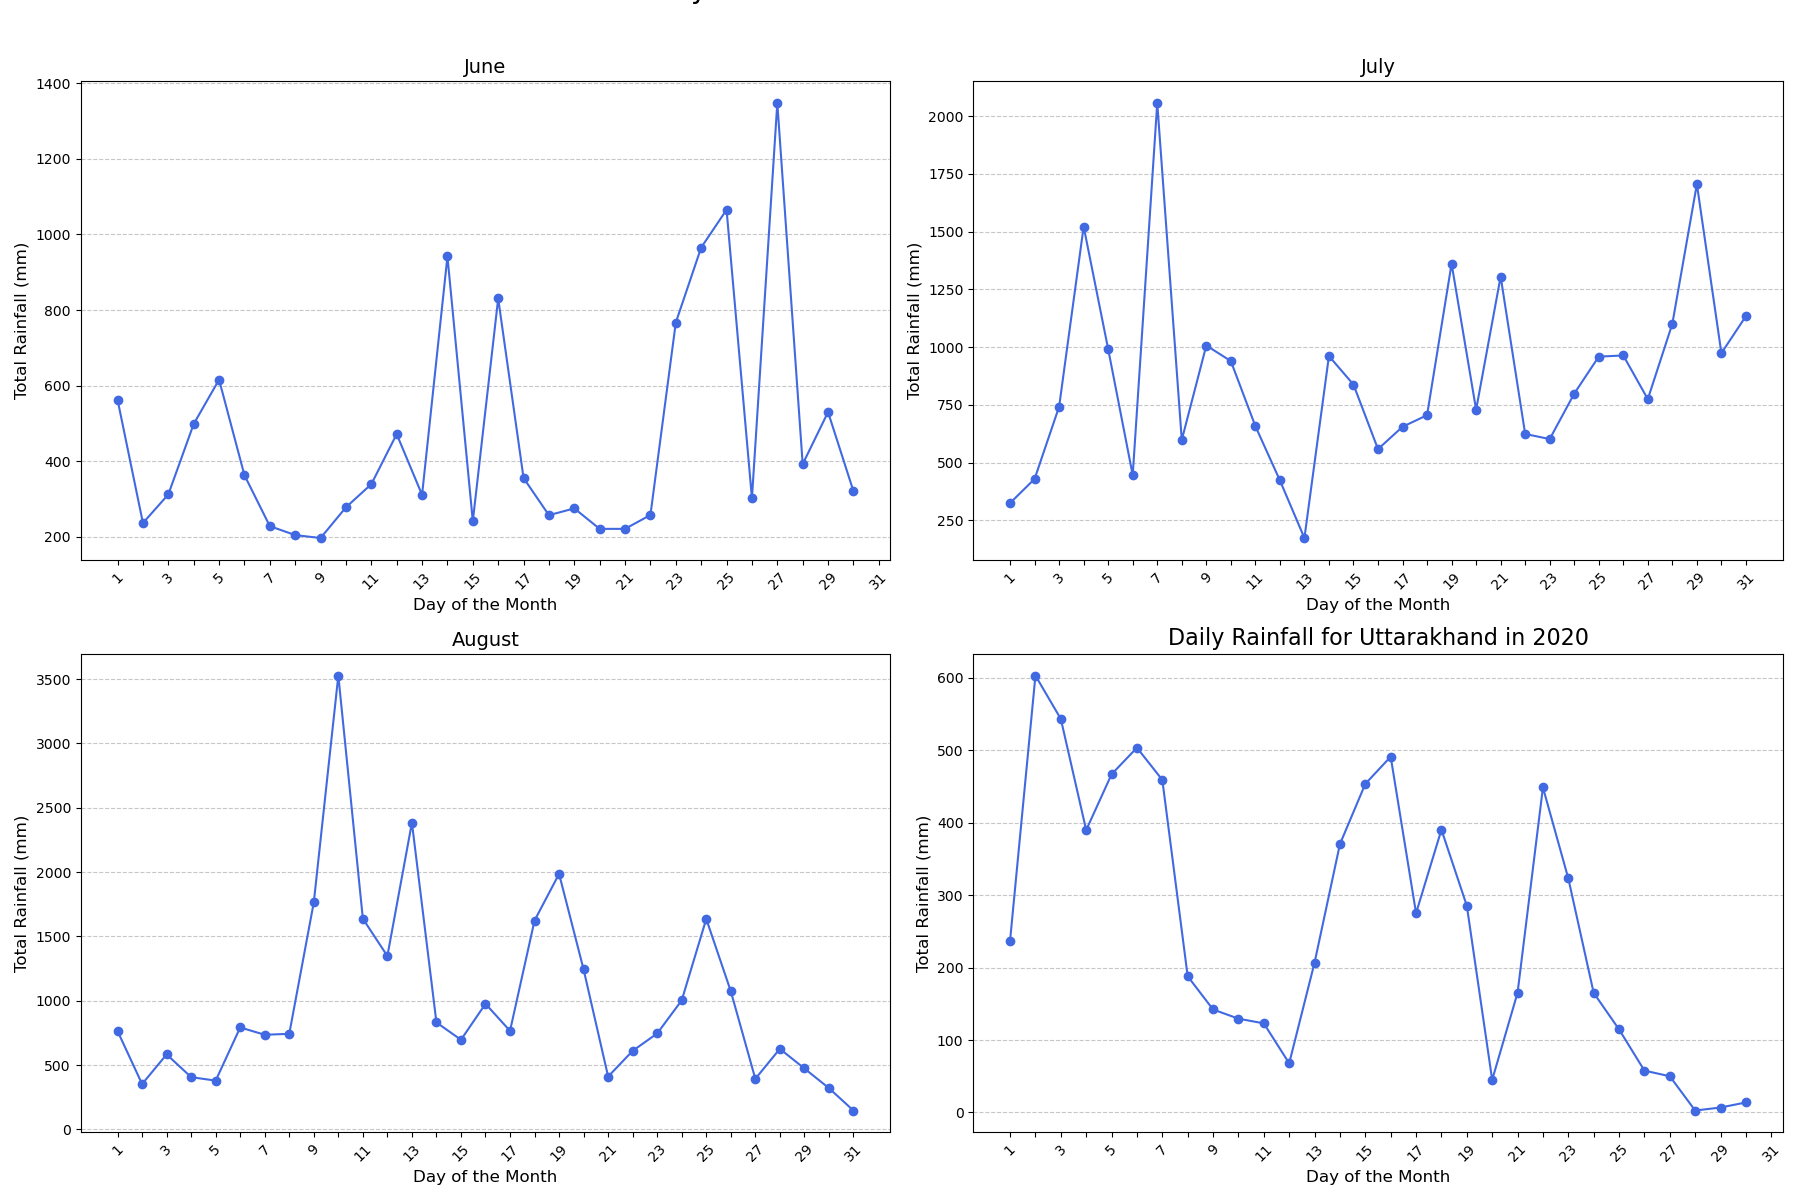 June
1400
1200
1000
800
600
400
200
Total Rainfall (mm)
1 3 5 7 9 11 13 15 17 19 21 23 25 27 29 31
Day of the Month
July
2000
1750
1500
1250
1000
750
500
250
Total Rainfall (mm)
1 3 5 7 9 11 13 15 17 19 21 23 25 27 29 31
Day of the Month
August
3500
3000
2500
2000
1500
1000
500
0
Total Rainfall (mm)
1 3 5 7 9 11 13 15 17 19 21 23 25 27 29 31
Day of the Month
Daily Rainfall for Uttarakhand in 2020
600
500
400
300
200
100
0
Total Rainfall (mm)
1 3 5 7 9 11 13 15 17 19 21 23 25 27 29 31
Day of the Month